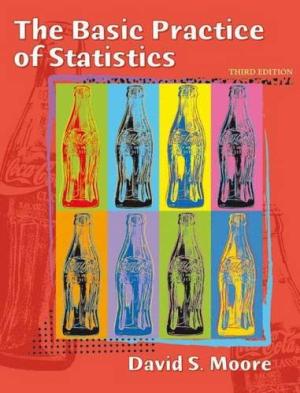 The Basic Practice
of Statistics
THIRD EDITION
David S. Moore